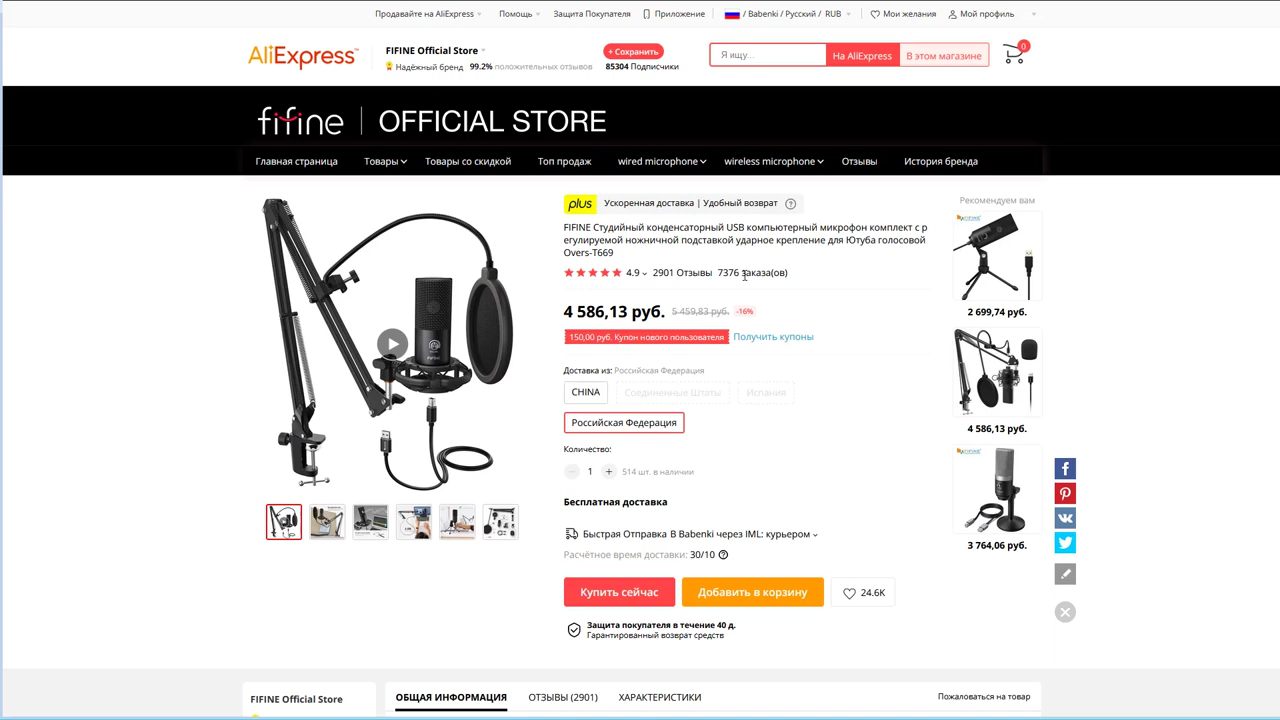 Продавайте на AliExpress
Помощь
Защита Покупателя
Приложение
/ Babenki / Русский / RUB
Мои желания
Мой профиль
AliExpress
FIFINE Official Store
Надёжный бренд 99.2% положительных отзывов
+ Сохранить
85304 Подписчики
Я ищу...
На AliExpress
В этом магазине
0
fifine OFFICIAL STORE
Главная страница
Товары
Товары со скидкой
Топ продаж
wired microphone
wireless microphone
Отзывы
История бренда
plus Ускоренная доставка | Удобный возврат ?
FIFINE Студийный конденсаторный USB компьютерный микрофон комплект с р
егулируемой ножничной подставкой ударное крепление для Ютуба голосовой
Overs-T669
4.9 2901 Отзывы 7376 заказа(ов)
4 586,13 руб. 5 459,83 руб. -16%
150,00 руб. Купон нового пользователя Получить купоны
Доставка из: Российская Федерация
CHINA
Соединенные Штаты
Испания
Российская Федерация
Количество:
1 + 514 шт. в наличии
Бесплатная доставка
Быстрая Отправка В Babenki через IML: курьером
Расчётное время доставки: 30/10 ?
Купить сейчас
Добавить в корзину
24.6K
Защита покупателя в течение 40 д.
Гарантированный возврат средств
Рекомендуем вам
2 699,74 руб.
4 586,13 руб.
3 764,06 руб.
FIFINE Official Store
ОБЩАЯ ИНФОРМАЦИЯ
ОТЗЫВЫ (2901)
ХАРАКТЕРИСТИКИ
Пожаловаться на товар